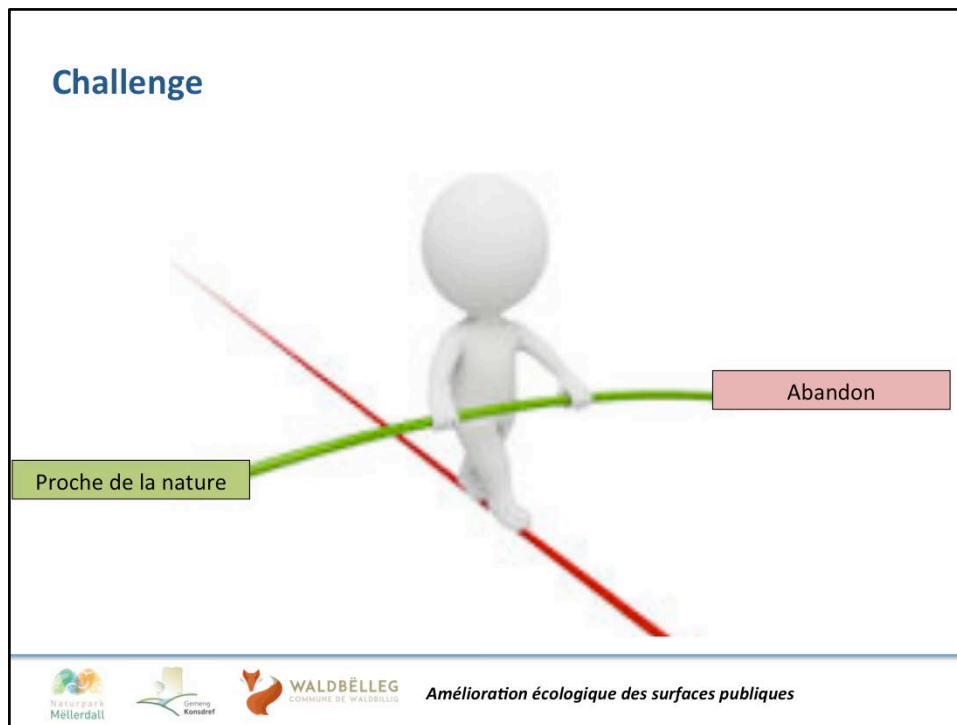 Challenge
Abandon
Proche de la nature
Naturpark
Mëllerdall
Gemeng
Konsdref
WALDBËLLEG
COMMUNE DE WALDBILLIG
Amélioration écologique des surfaces publiques